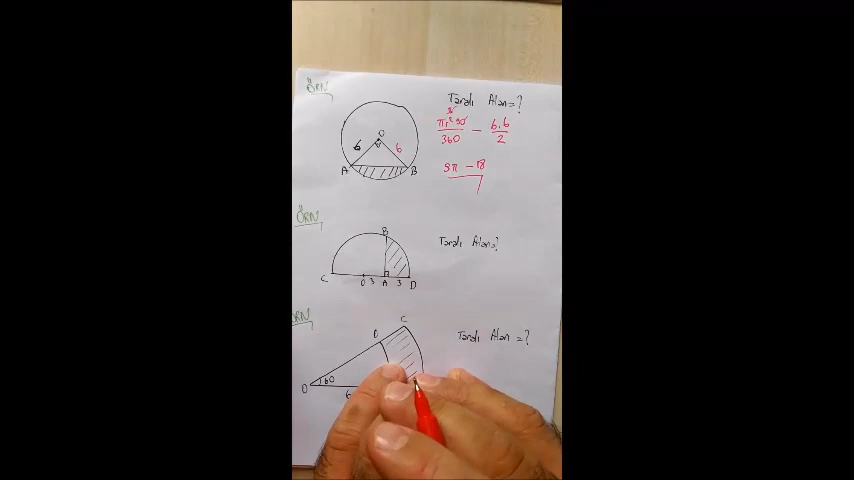 ÖRN
Taralı Alan=?
36
πr² 90
360
-
6.6
2
9π - 18
O
6
6
A
B
ÖRN
Taralı Alan=?
B
C
O
3
A
3
D
ÖRN
Taralı Alan =?
C
B
O
60
6